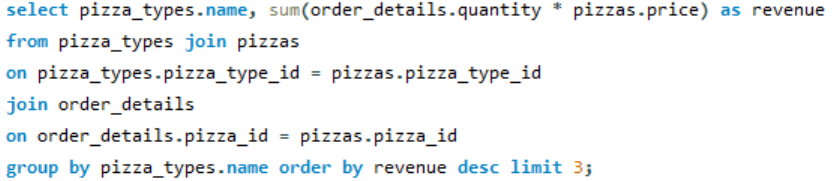 select pizza_types.name, sum(order_details.quantity * pizzas.price) as revenue
from pizza_types join pizzas
on pizza_types.pizza_type_id = pizzas.pizza_type_id
join order_details
on order_details.pizza_id = pizzas.pizza_id
group by pizza_types.name order by revenue desc limit 3;